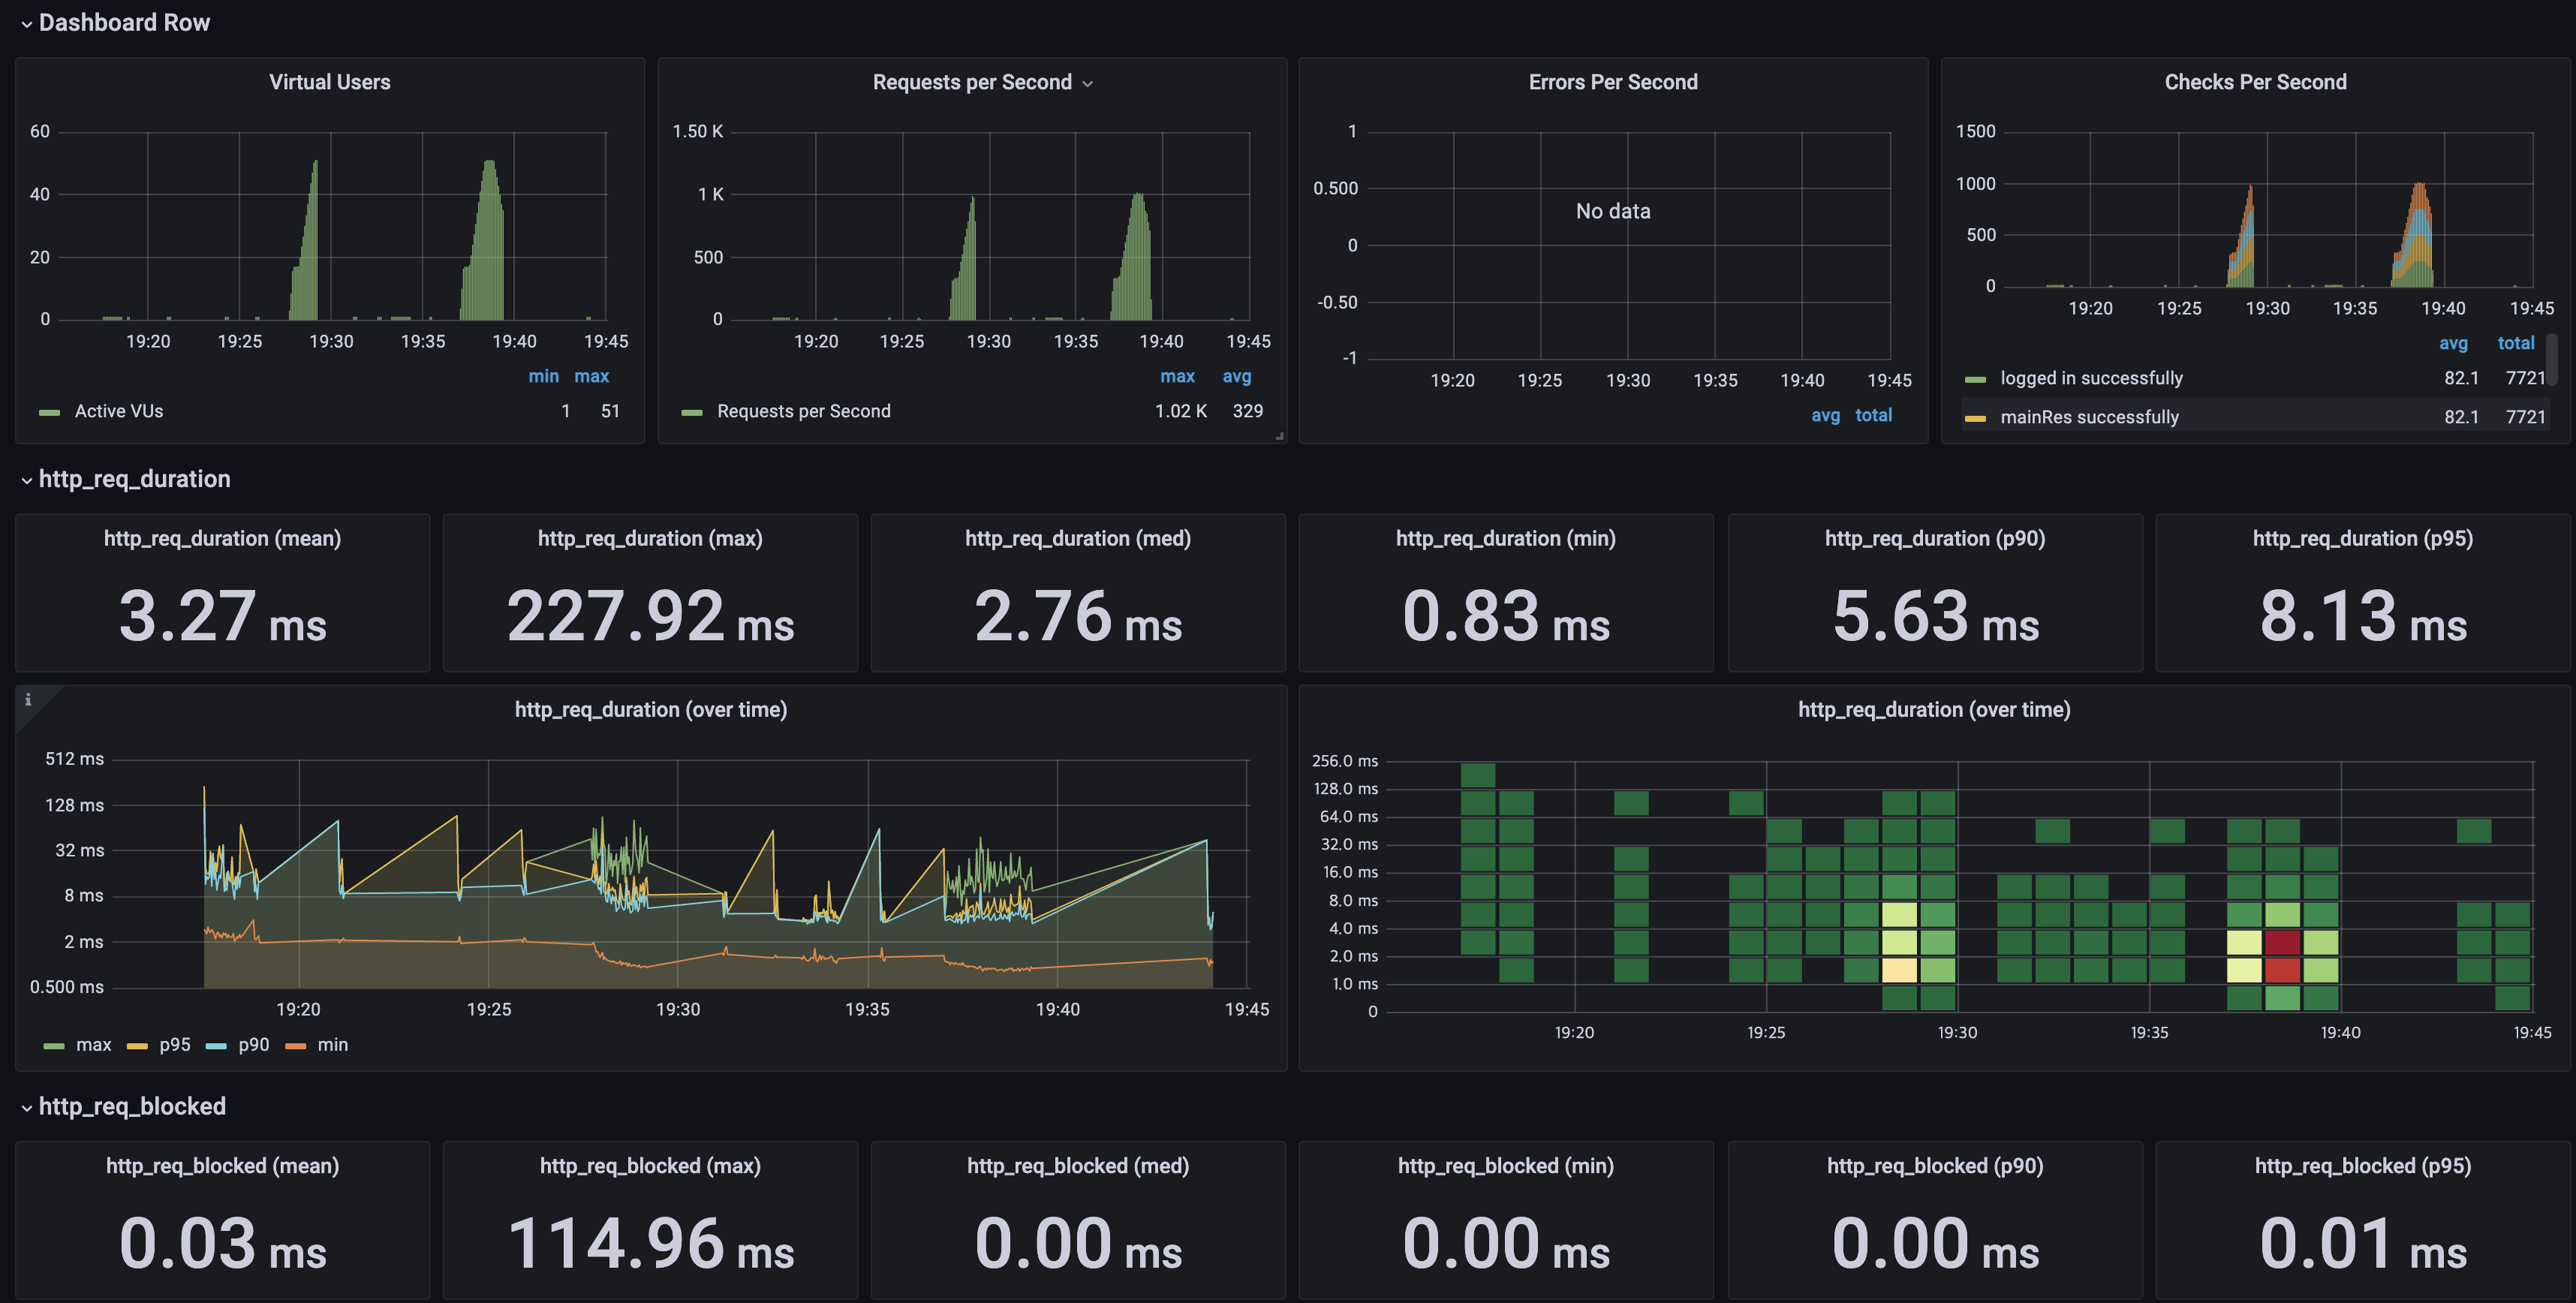 Dashboard Row
Virtual Users
60
40
20
0
19:20 19:25 19:30 19:35 19:40 19:45
min max
Active VUs 1 51
Requests per Second
1.50 K
1 K
500
0
19:20 19:25 19:30 19:35 19:40 19:45
max avg
Requests per Second 1.02 K 329
Errors Per Second
1
0.500
0
-0.50
-1
No data
19:20 19:25 19:30 19:35 19:40 19:45
avg total
Checks Per Second
1500
1000
500
0
19:20 19:25 19:30 19:35 19:40 19:45
avg total
logged in successfully 82.1 7721
mainRes successfully 82.1 7721
http_req_duration
http_req_duration (mean)
3.27 ms
http_req_duration (max)
227.92 ms
http_req_duration (med)
2.76 ms
http_req_duration (min)
0.83 ms
http_req_duration (p90)
5.63 ms
http_req_duration (p95)
8.13 ms
i
http_req_duration (over time)
512 ms
128 ms
32 ms
8 ms
2 ms
0.500 ms
19:20 19:25 19:30 19:35 19:40 19:45
max p95 p90 min
http_req_duration (over time)
256.0 ms
128.0 ms
64.0 ms
32.0 ms
16.0 ms
8.0 ms
4.0 ms
2.0 ms
1.0 ms
0
19:20 19:25 19:30 19:35 19:40 19:45
http_req_blocked
http_req_blocked (mean)
0.03 ms
http_req_blocked (max)
114.96 ms
http_req_blocked (med)
0.00 ms
http_req_blocked (min)
0.00 ms
http_req_blocked (p90)
0.00 ms
http_req_blocked (p95)
0.01 ms